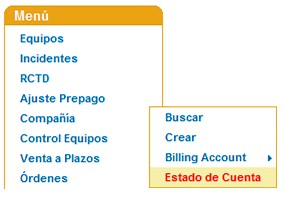 Menú
Equipos
Incidentes
RCTD
Ajuste Prepago
Compañía
Control Equipos
Venta a Plazos
Órdenes
Buscar
Crear
Billing Account
Estado de Cuenta